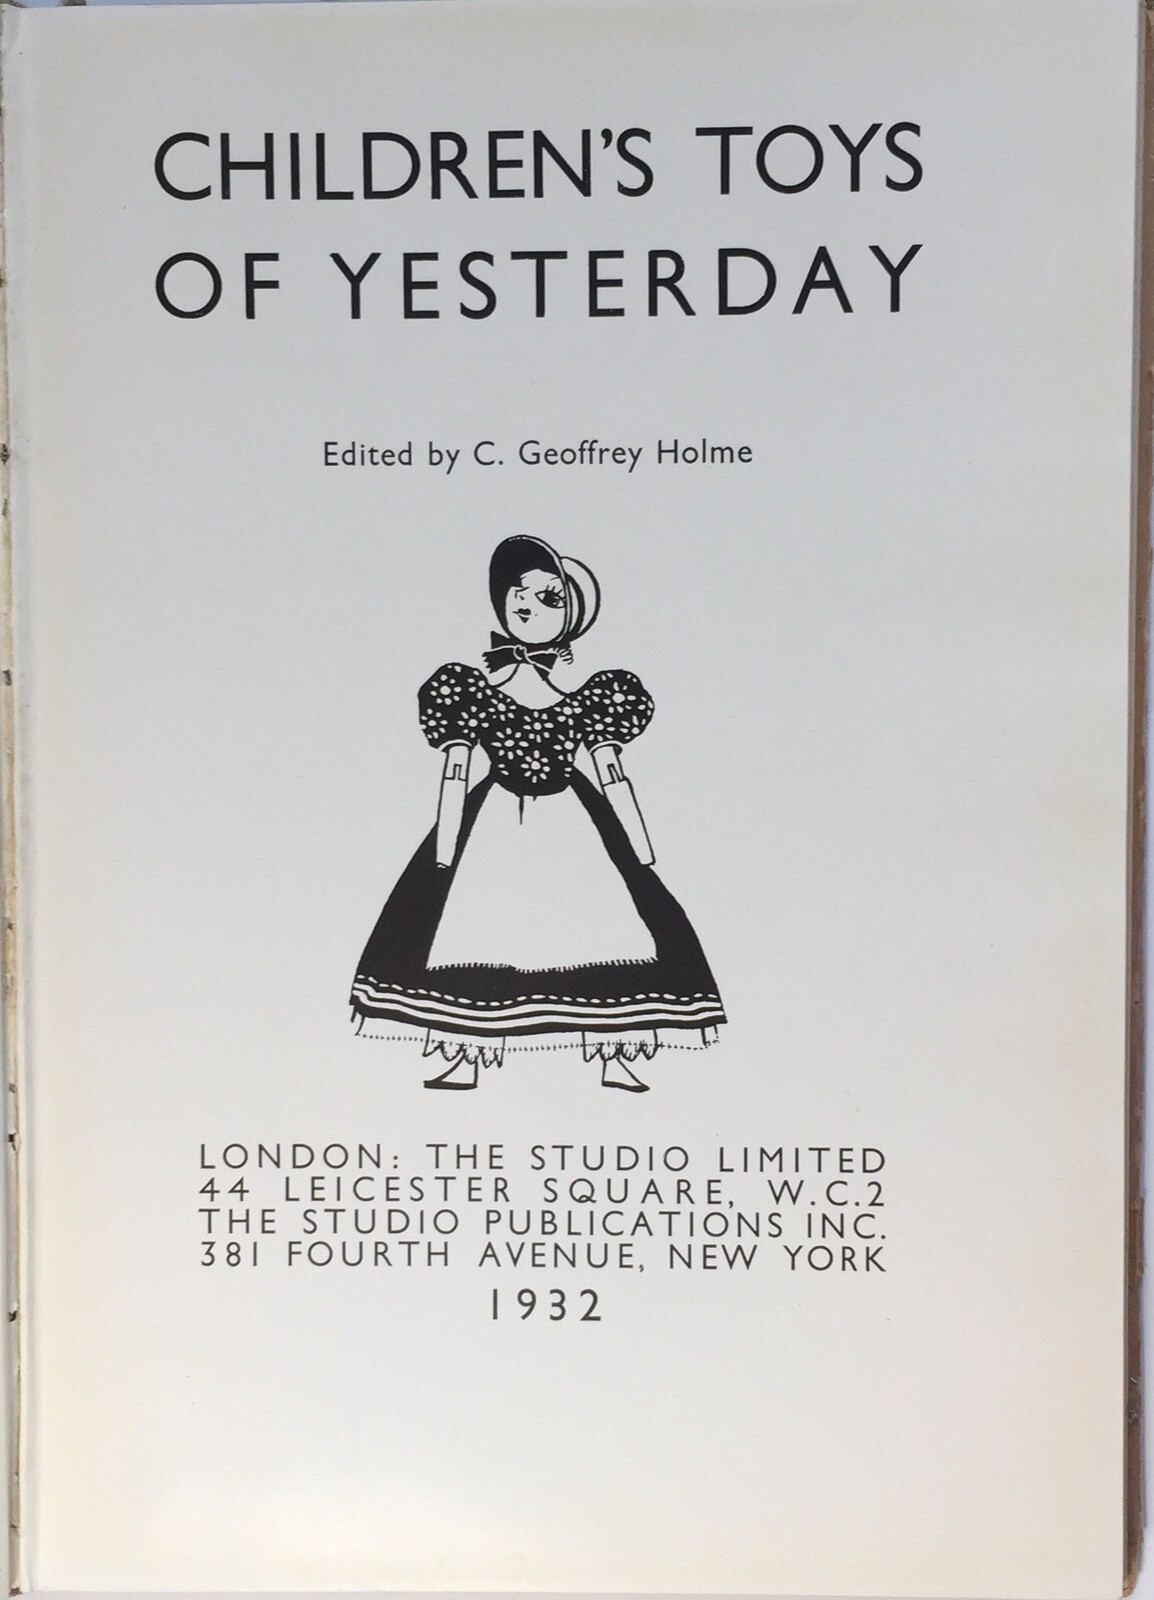 CHILDREN'S TOYS
OF YESTERDAY
Edited by C. Geoffrey Holme
LONDON: THE STUDIO LIMITED
44 LEICESTER SQUARE, W.C.2
THE STUDIO PUBLICATIONS INC.
381 FOURTH AVENUE, NEW YORK
1932